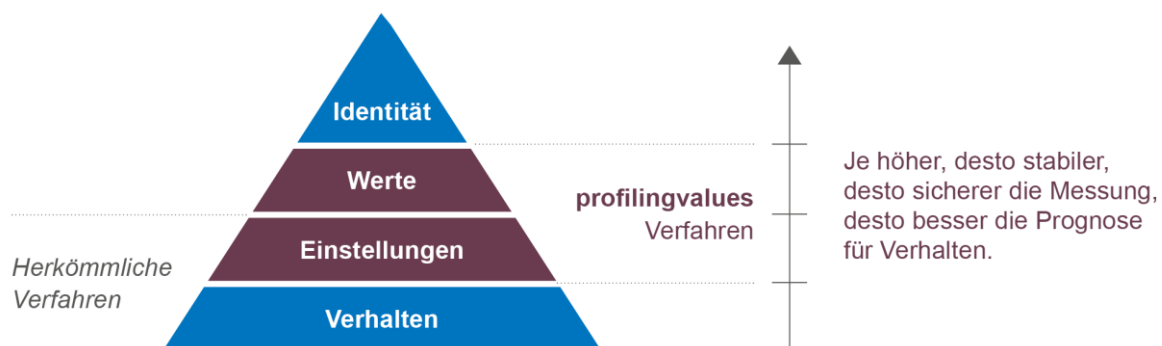 Identität
Werte
Einstellungen
Verhalten
Herkömmliche
Verfahren
profilingvalues
Verfahren
Je höher, desto stabiler,
desto sicherer die Messung,
desto besser die Prognose
für Verhalten.